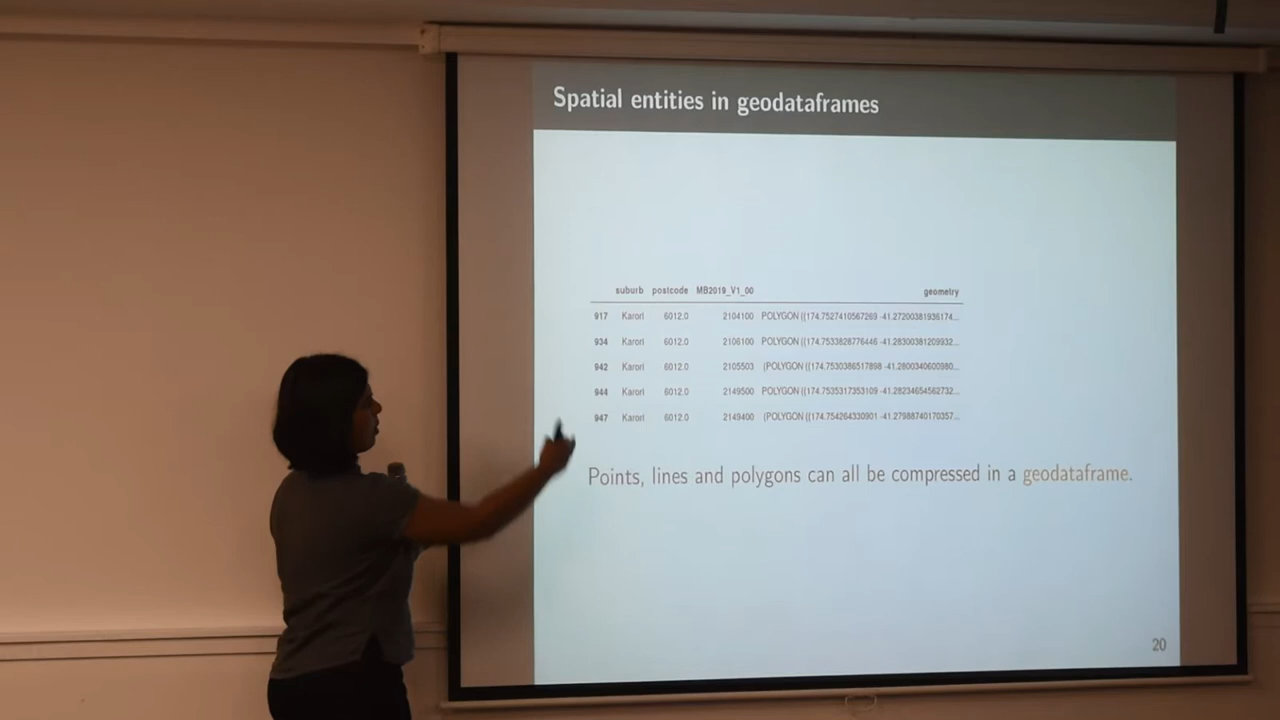 Spatial entities in geodataframes
suburb postcode MB2019_V1_00 geometry
917 Karori 6012.0 2104100 POLYGON ((174.7527410567269 -41.27200381936174...
934 Karori 6012.0 2106100 POLYGON ((174.7533828776446 -41.28300381209932...
942 Karori 6012.0 2105503 (POLYGON ((174.7530386517898 -41.2800340600980...
944 Karori 6012.0 2149500 POLYGON ((174.7535317353109 -41.28234654562732...
947 Karori 6012.0 2149400 (POLYGON ((174.754264330901 -41.27988740170357...
Points, lines and polygons can all be compressed in a geodataframe.
20